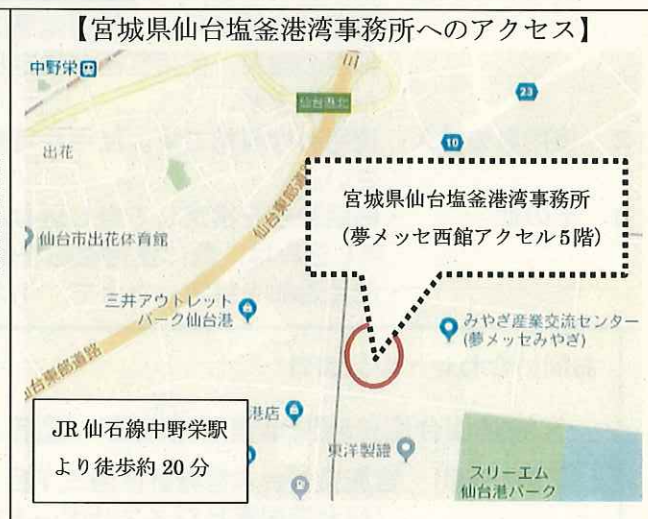 【宮城県仙台塩釜港湾事務所へのアクセス】
中野栄
仙台港北
23
出花
10
仙台東部道路
宮城県仙台塩釜港湾事務所
(夢メッセ西館アクセル5階)
仙台市出花体育館
三井アウトレット
パーク仙台港
みやぎ産業交流センター
(夢メッセみやぎ)
仙台東部道路
港店
JR仙石線中野栄駅
より徒歩約20分
東洋製罐
スリーエム
仙台港パーク